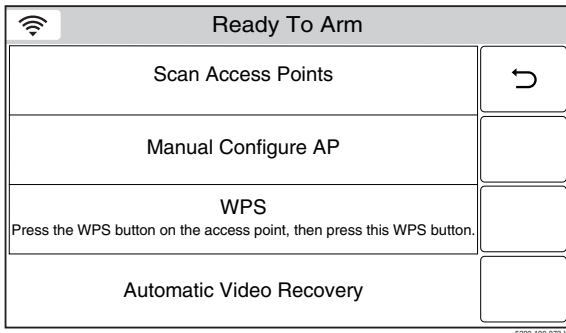 Ready To Arm
Scan Access Points
Manual Configure AP
WPS
Press the WPS button on the access point, then press this WPS button.
Automatic Video Recovery